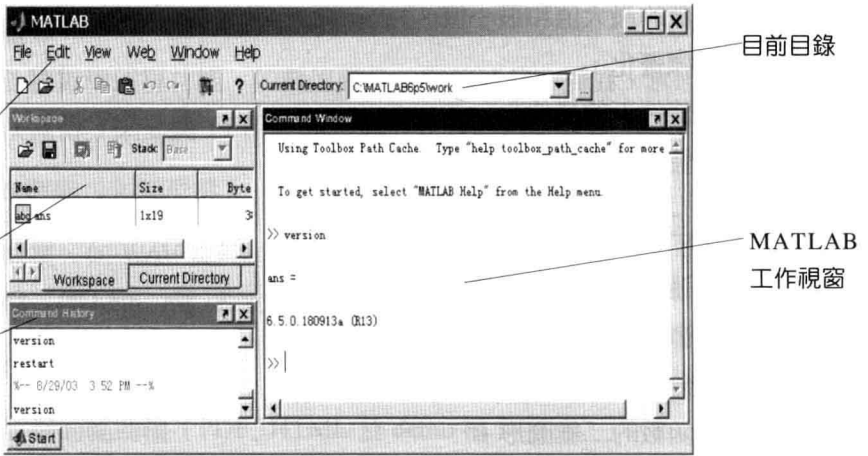 MATLAB
File Edit View Web Window Help
目前目錄
? Current Directory: C:\MATLAB6p5\work ...
Workspace
Stack: Base
Name Size Byte
abc ans 1x19 38
Workspace Current Directory
Command History
version
restart
%-- 8/29/03 3:52 PM --%
version
Start
Command Window
Using Toolbox Path Cache. Type "help toolbox_path_cache" for more
To get started, select "MATLAB Help" from the Help menu.
>> version
ans =
6.5.0.180913a (R13)
>>
MATLAB
工作視窗